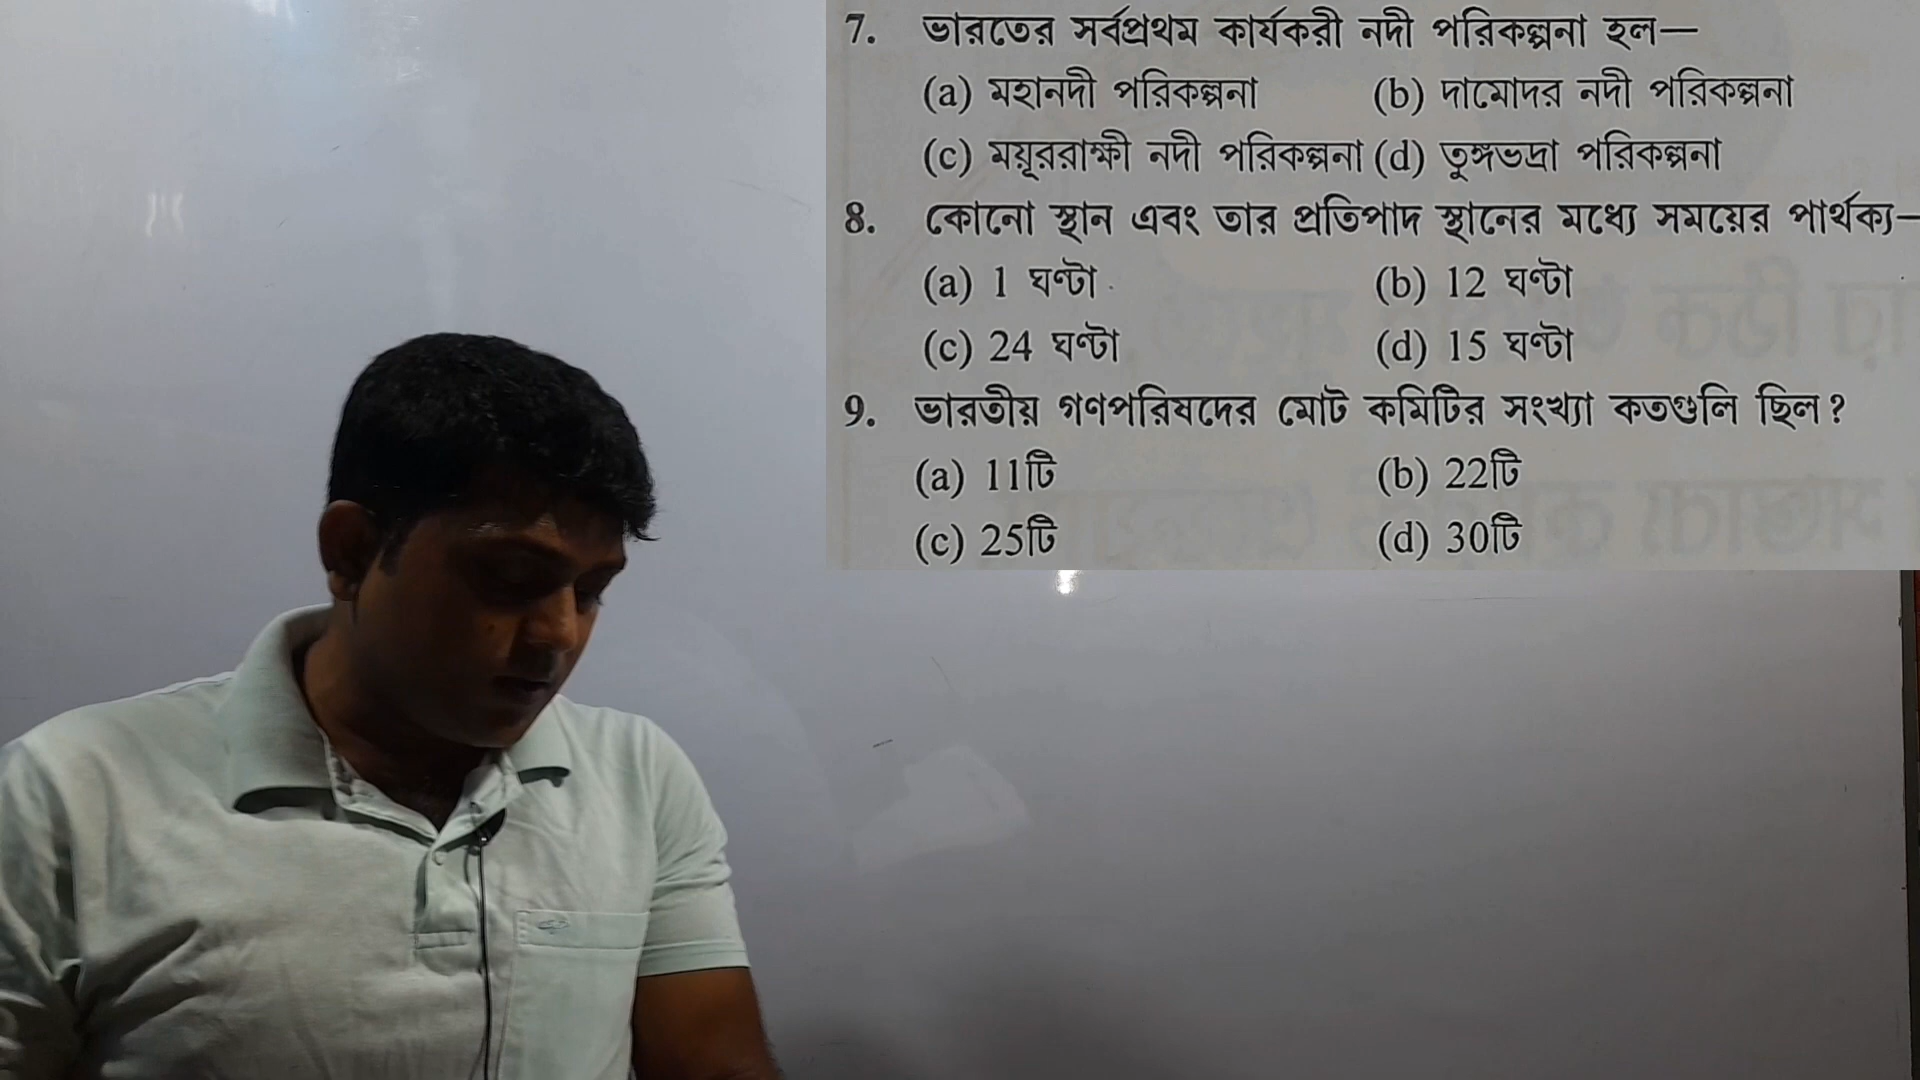 7. ভারতের সর্বপ্রথম কার্যকরী নদী পরিকল্পনা হল—
(a) মহানদী পরিকল্পনা (b) দামোদর নদী পরিকল্পনা
(c) ময়ূররাক্ষী নদী পরিকল্পনা (d) তুঙ্গভদ্রা পরিকল্পনা
8. কোনো স্থান এবং তার প্রতিপাদ স্থানের মধ্যে সময়ের পার্থক্য—
(a) 1 ঘণ্টা (b) 12 ঘণ্টা
(c) 24 ঘণ্টা (d) 15 ঘণ্টা
9. ভারতীয় গণপরিষদের মোট কমিটির সংখ্যা কতগুলি ছিল?
(a) 11টি (b) 22টি
(c) 25টি (d) 30টি